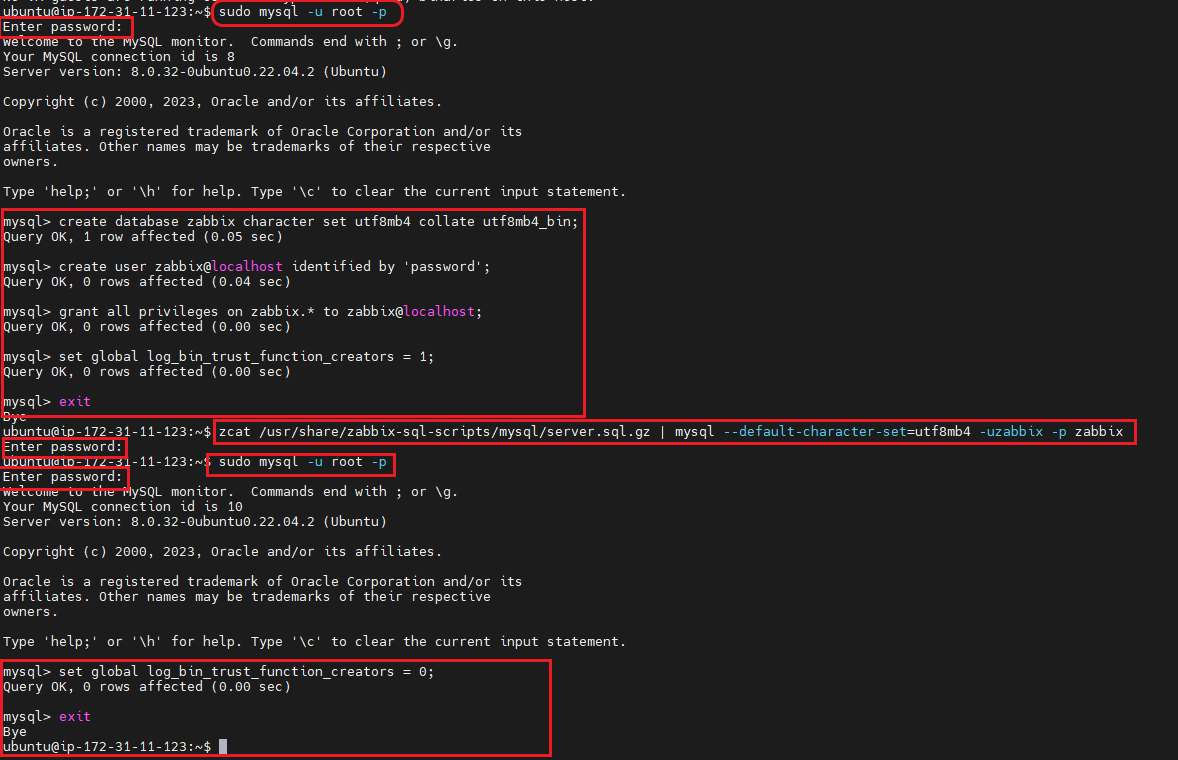 ubuntu@ip-172-31-11-123:~$ sudo mysql -u root -p
Enter password:
Welcome to the MySQL monitor.  Commands end with ; or \g.
Your MySQL connection id is 8
Server version: 8.0.32-0ubuntu0.22.04.2 (Ubuntu)
Copyright (c) 2000, 2023, Oracle and/or its affiliates.
Oracle is a registered trademark of Oracle Corporation and/or its
affiliates. Other names may be trademarks of their respective
owners.
Type 'help;' or '\h' for help. Type '\c' to clear the current input statement.
mysql> create database zabbix character set utf8mb4 collate utf8mb4_bin;
Query OK, 1 row affected (0.05 sec)
mysql> create user zabbix@localhost identified by 'password';
Query OK, 0 rows affected (0.04 sec)
mysql> grant all privileges on zabbix.* to zabbix@localhost;
Query OK, 0 rows affected (0.00 sec)
mysql> set global log_bin_trust_function_creators = 1;
Query OK, 0 rows affected (0.00 sec)
mysql> exit
Bye
ubuntu@ip-172-31-11-123:~$ zcat /usr/share/zabbix-sql-scripts/mysql/server.sql.gz | mysql --default-character-set=utf8mb4 -uzabbix -p zabbix
Enter password:
ubuntu@ip-172-31-11-123:~$ sudo mysql -u root -p
Enter password:
Welcome to the MySQL monitor.  Commands end with ; or \g.
Your MySQL connection id is 10
Server version: 8.0.32-0ubuntu0.22.04.2 (Ubuntu)
Copyright (c) 2000, 2023, Oracle and/or its affiliates.
Oracle is a registered trademark of Oracle Corporation and/or its
affiliates. Other names may be trademarks of their respective
owners.
Type 'help;' or '\h' for help. Type '\c' to clear the current input statement.
mysql> set global log_bin_trust_function_creators = 0;
Query OK, 0 rows affected (0.00 sec)
mysql> exit
Bye
ubuntu@ip-172-31-11-123:~$